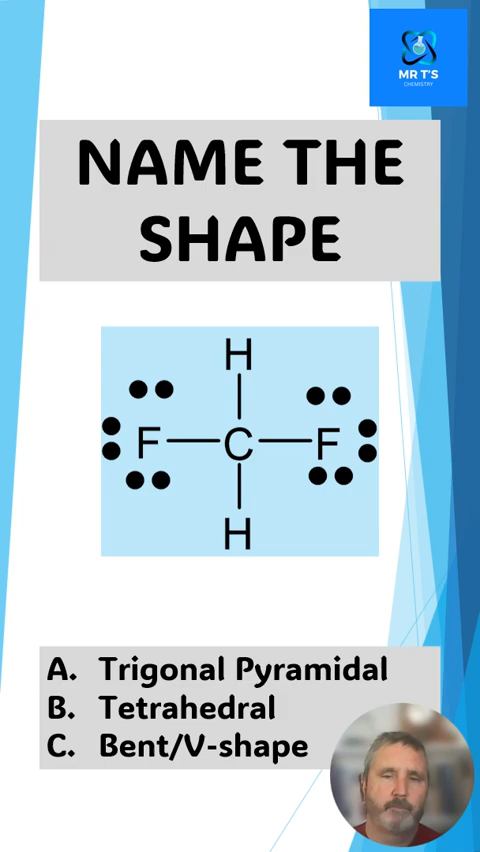 MR T'S
CHEMISTRY
NAME THE
SHAPE
H
F C F
H
A. Trigonal Pyramidal
B. Tetrahedral
C. Bent/V-shape